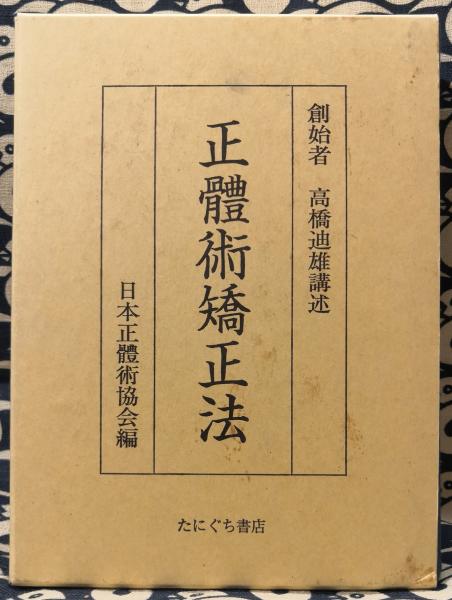 創始者 高橋迪雄講述
正體術矯正法
日本正體術協会編
たにぐち書店